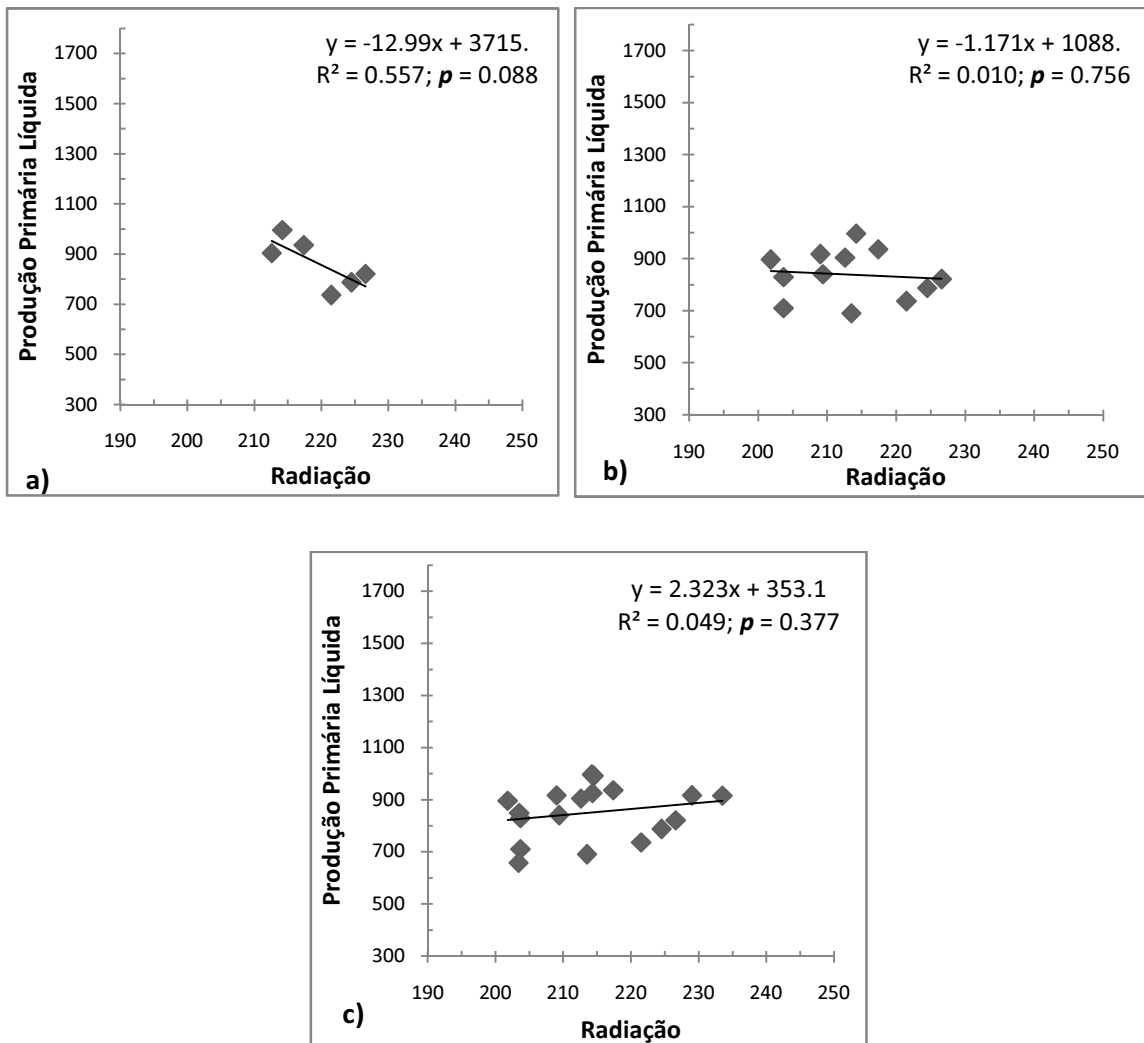 y = -12.99x + 3715.
R² = 0.557; p = 0.088
Produção Primária Líquida
1700
1500
1300
1100
900
700
500
300
190 200 210 220 230 240 250
Radiação
a)
y = -1.171x + 1088.
R² = 0.010; p = 0.756
Produção Primária Líquida
1700
1500
1300
1100
900
700
500
300
190 200 210 220 230 240 250
Radiação
b)
y = 2.323x + 353.1
R² = 0.049; p = 0.377
Produção Primária Líquida
1700
1500
1300
1100
900
700
500
300
190 200 210 220 230 240 250
Radiação
c)